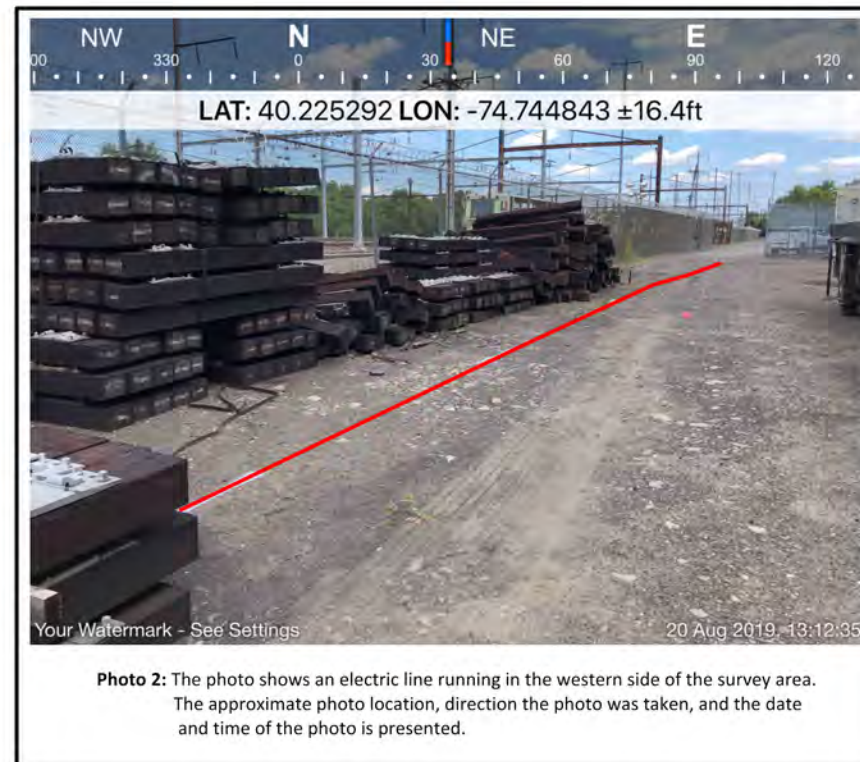 NW N NE E
00 330 0 30 60 90 120
LAT: 40.225292 LON: -74.744843 ±16.4ft
Your Watermark - See Settings
20 Aug 2019, 13:12:35
Photo 2: The photo shows an electric line running in the western side of the survey area.
The approximate photo location, direction the photo was taken, and the date
and time of the photo is presented.